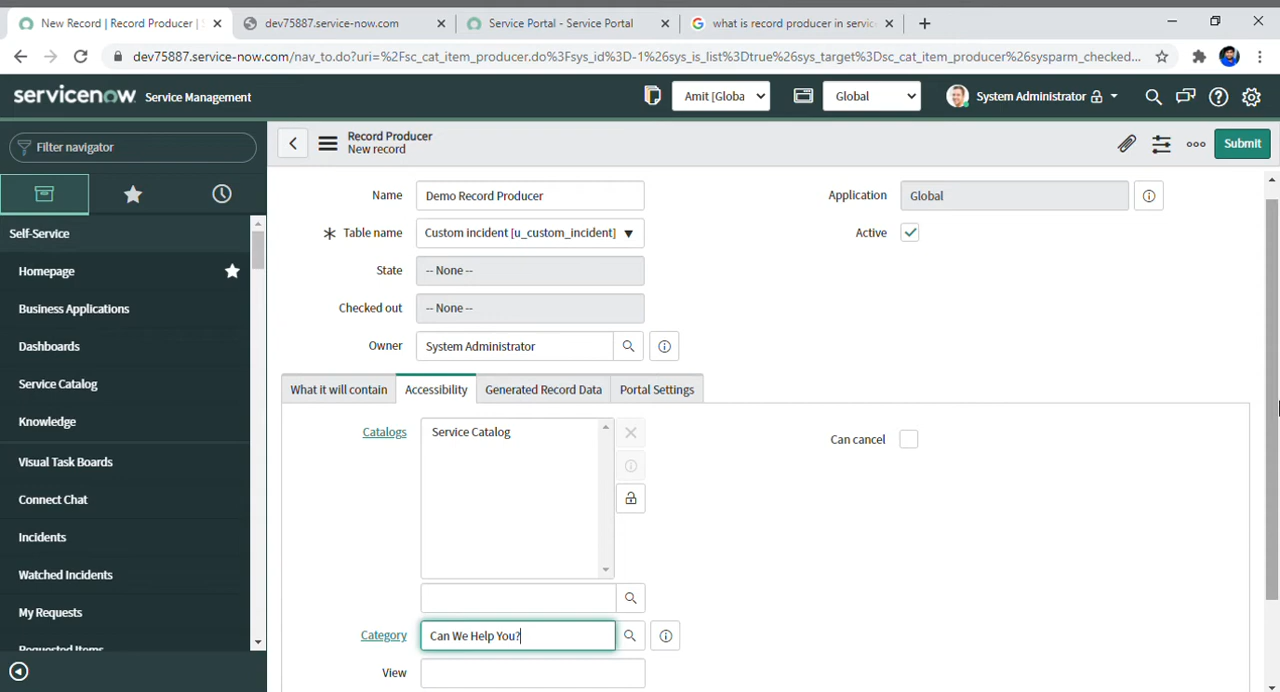 New Record | Record Producer |
dev75887.service-now.com
Service Portal - Service Portal
what is record producer in servic
dev75887.service-now.com/nav_to.do?uri=%2Fsc_cat_item_producer.do%3Fsys_id%3D-1%26sys_is_list%3Dtrue%26sys_target%3Dsc_cat_item_producer%26sysparm_checked...
servicenow. Service Management
Amit [Globa
Global
System Administrator
Filter navigator
Record Producer
New record
Submit
Self-Service
Homepage
Business Applications
Dashboards
Service Catalog
Knowledge
Visual Task Boards
Connect Chat
Incidents
Watched Incidents
My Requests
Requested Items
Name Demo Record Producer
Application Global
Table name Custom incident [u_custom_incident]
Active
State -- None --
Checked out -- None --
Owner System Administrator
What it will contain Accessibility Generated Record Data Portal Settings
Catalogs Service Catalog
Can cancel
Category Can We Help You?
View